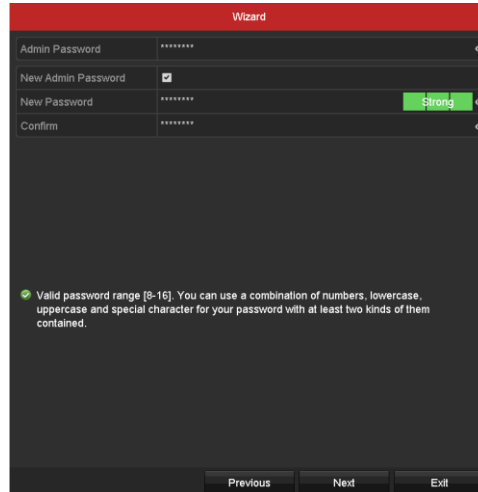 Wizard
Admin Password ********
New Admin Password
New Password ******** Strong
Confirm ********
Valid password range [8-16]. You can use a combination of numbers, lowercase,
uppercase and special character for your password with at least two kinds of them
contained.
Previous Next Exit